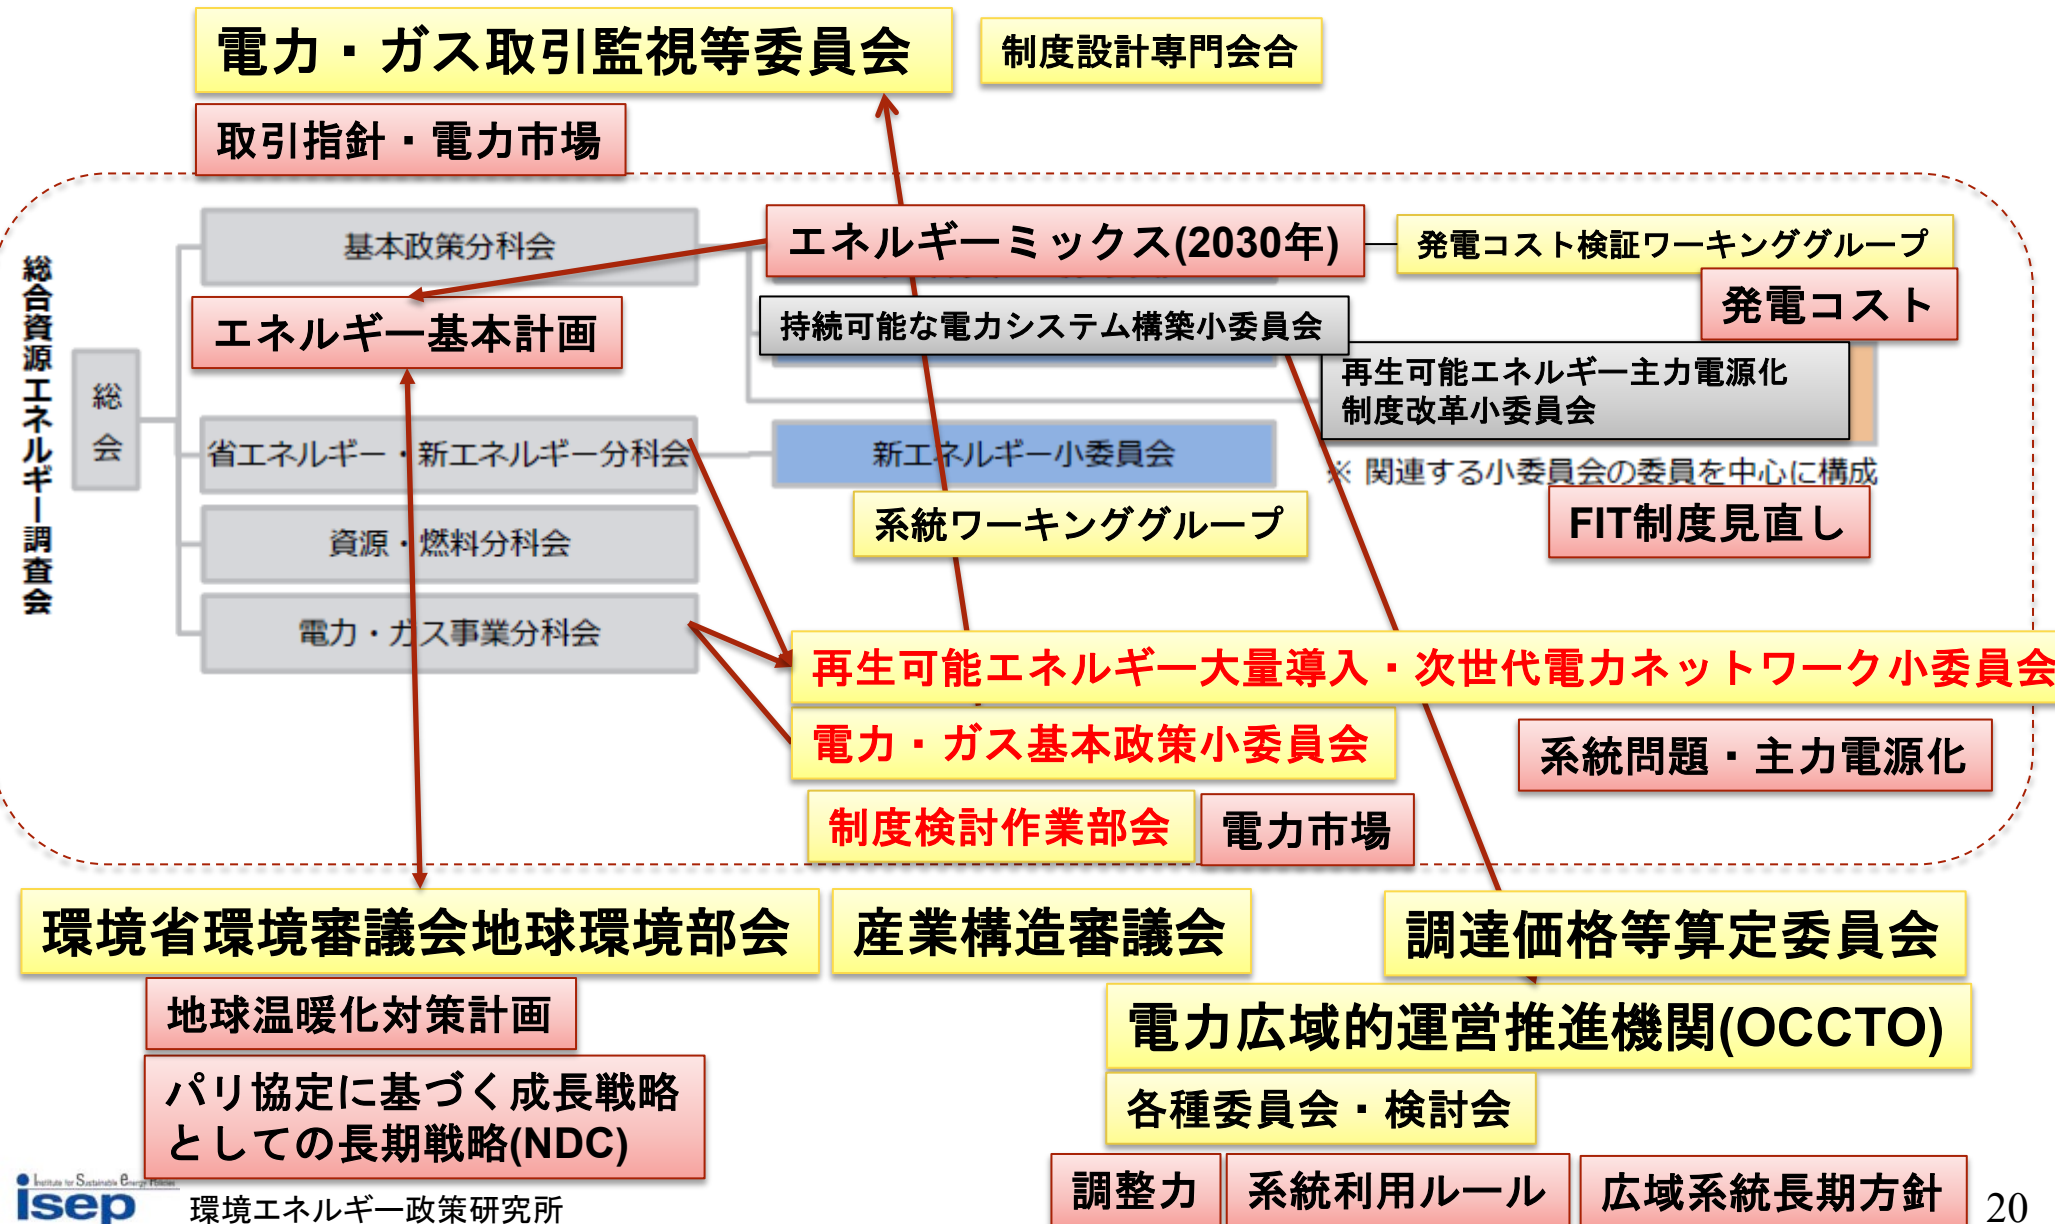 電力・ガス取引監視等委員会
制度設計専門会合
取引指針・電力市場
総合資源エネルギー調査会
総会
基本政策分科会
エネルギーミックス(2030年)
発電コスト検証ワーキンググループ
発電コスト
エネルギー基本計画
持続可能な電力システム構築小委員会
再生可能エネルギー主力電源化
制度改革小委員会
省エネルギー・新エネルギー分科会
新エネルギー小委員会
※ 関連する小委員会の委員を中心に構成
系統ワーキンググループ
FIT制度見直し
資源・燃料分科会
電力・ガス事業分科会
再生可能エネルギー大量導入・次世代電力ネットワーク小委員会
電力・ガス基本政策小委員会
系統問題・主力電源化
制度検討作業部会
電力市場
環境省環境審議会地球環境部会
産業構造審議会
調達価格等算定委員会
地球温暖化対策計画
電力広域的運営推進機関(OCCTO)
パリ協定に基づく成長戦略
としての長期戦略(NDC)
各種委員会・検討会
調整力
系統利用ルール
広域系統長期方針
Institute for Sustainable Energy Policies
isep
環境エネルギー政策研究所
20